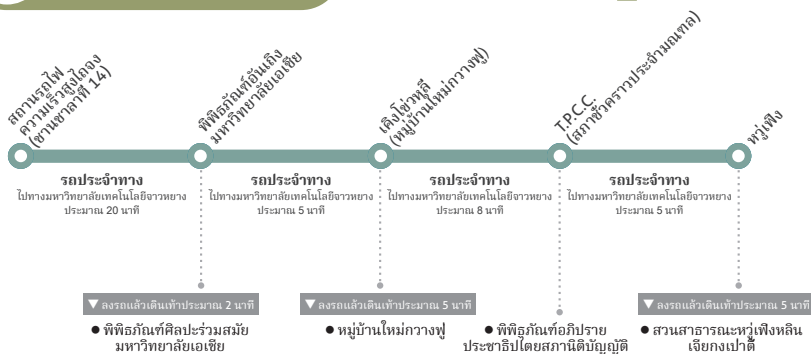 สถานรถไฟ
ความเร็วสูงไถจง
(ชานชาลาที่ 14)
พิพิธภัณฑ์อันเถิง
มหาวิทยาลัยเอเชีย
เคิงโข่วหลี่
(หมู่บ้านใหม่กวางฟู)
T.P.C.C.
(สภาชั่วคราวประจำมณฑล)
หวู่เฟิง
รถประจำทาง
ไปทางมหาวิทยาลัยเทคโนโลยีจาวหยาง
ประมาณ 20 นาที
รถประจำทาง
ไปทางมหาวิทยาลัยเทคโนโลยีจาวหยาง
ประมาณ 5 นาที
รถประจำทาง
ไปทางมหาวิทยาลัยเทคโนโลยีจาวหยาง
ประมาณ 8 นาที
รถประจำทาง
ไปทางมหาวิทยาลัยเทคโนโลยีจาวหยาง
ประมาณ 5 นาที
▼ ลงรถแล้วเดินเท้าประมาณ 2 นาที
● พิพิธภัณฑ์ศิลปะร่วมสมัย
มหาวิทยาลัยเอเชีย
▼ ลงรถแล้วเดินเท้าประมาณ 5 นาที
● หมู่บ้านใหม่กวางฟู
● พิพิธภัณฑ์อภิปราย
ประชาธิปไตยสภานิติบัญญัติ
▼ ลงรถแล้วเดินเท้าประมาณ 5 นาที
● สวนสาธารณะหวู่เฟิงหลิน
เจียกงเปาตี้